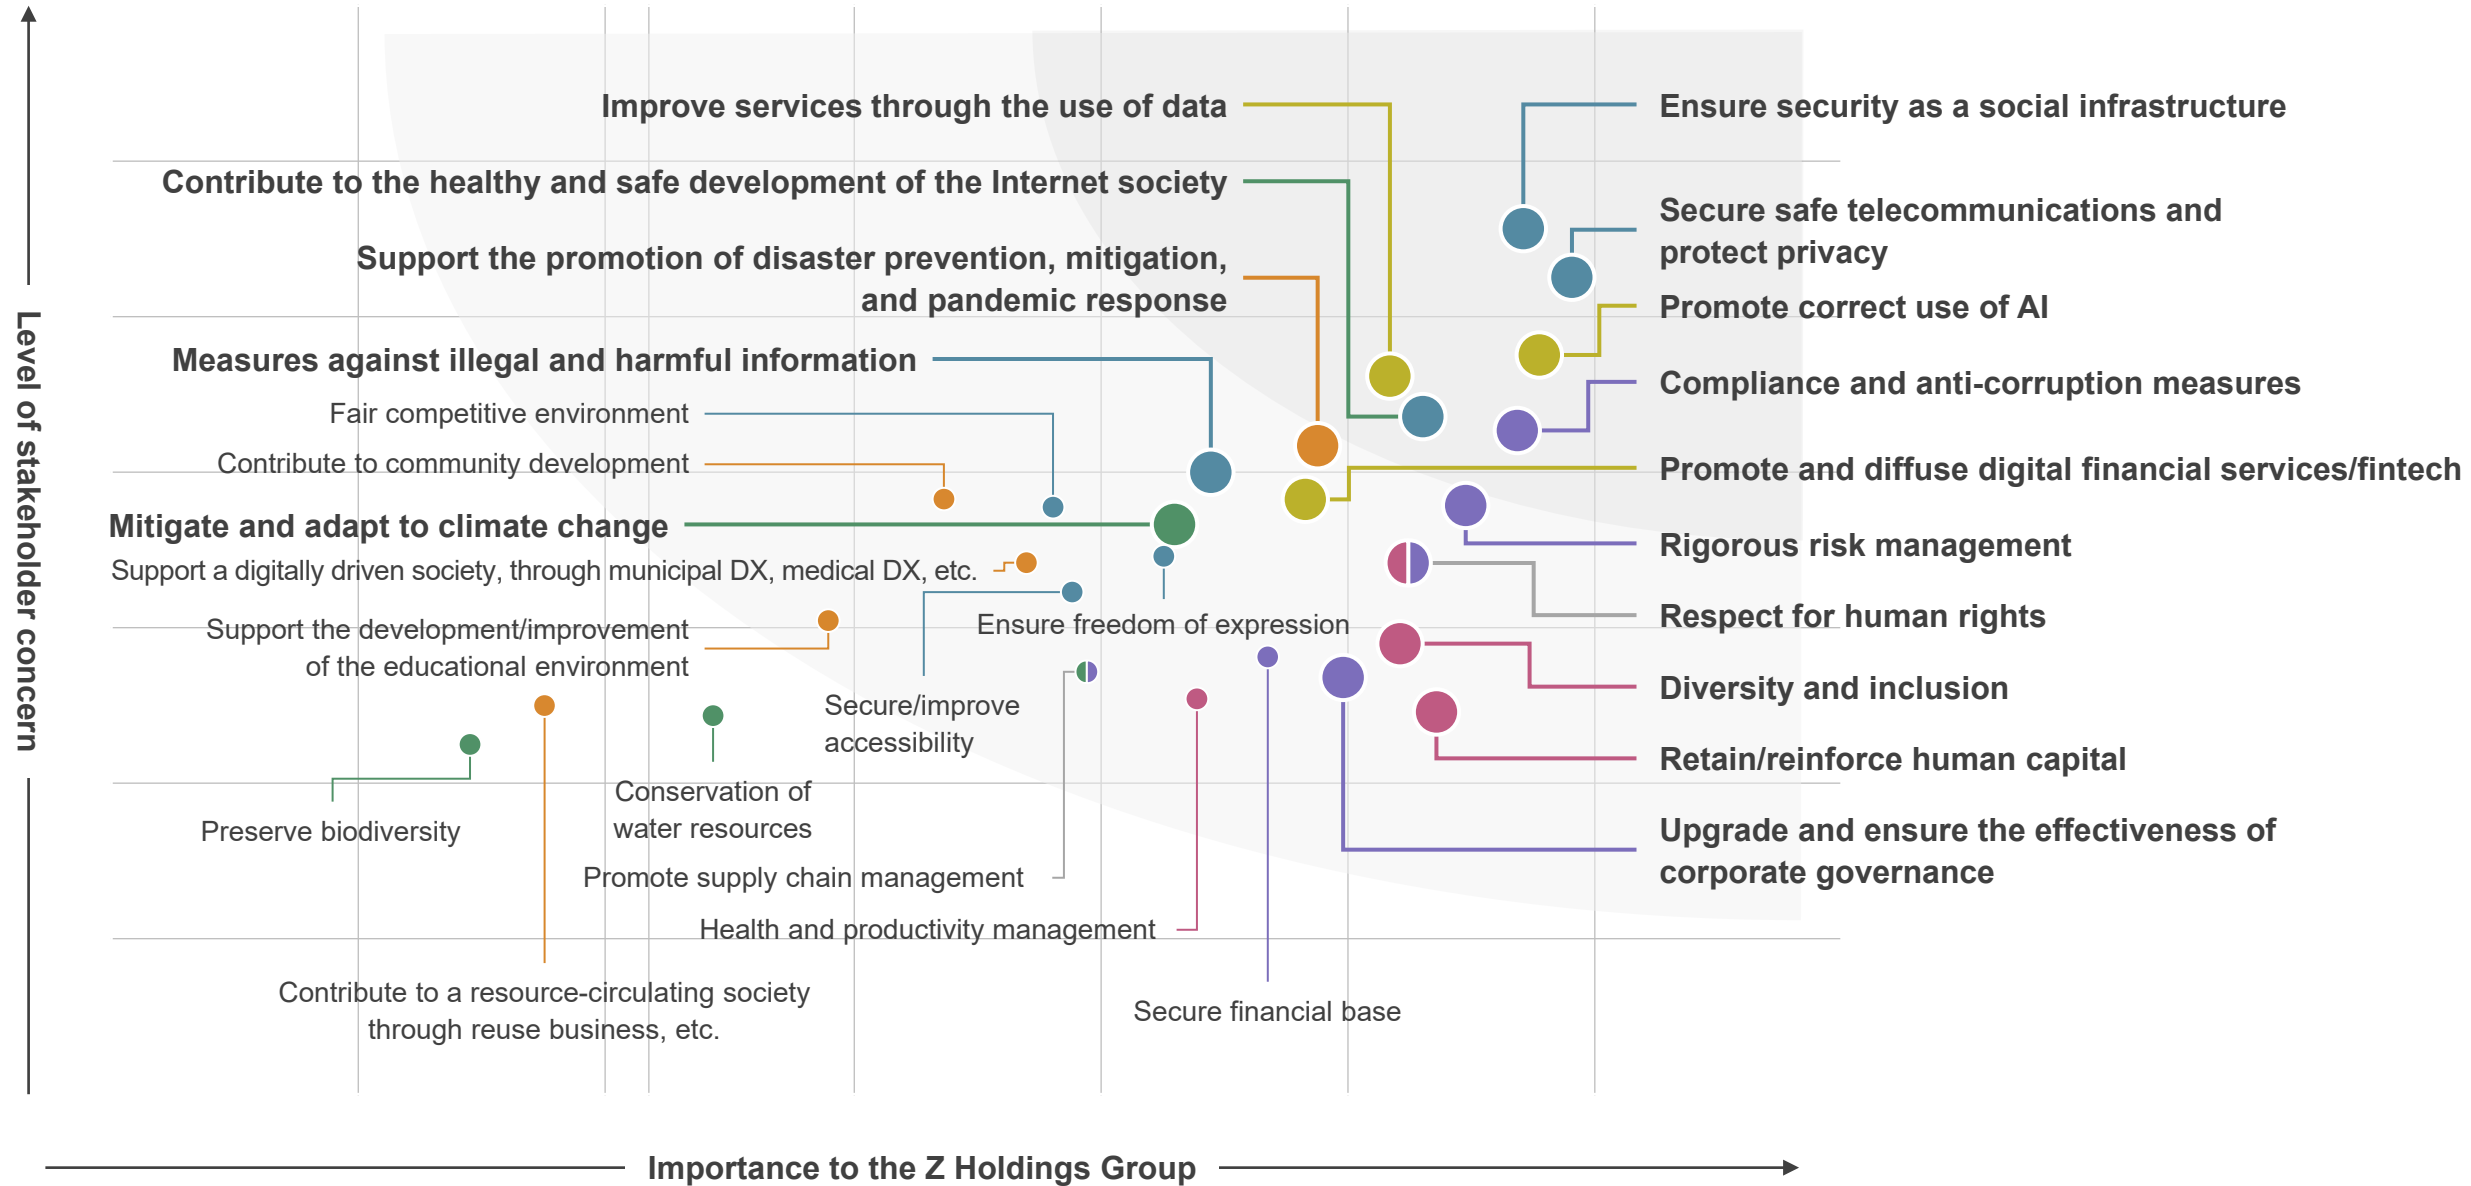 Improve services through the use of data
Contribute to the healthy and safe development of the Internet society
Support the promotion of disaster prevention, mitigation,
and pandemic response
Measures against illegal and harmful information
Fair competitive environment
Contribute to community development
Mitigate and adapt to climate change
Support a digitally driven society, through municipal DX, medical DX, etc.
Support the development/improvement
of the educational environment
Ensure freedom of expression
Secure/improve
accessibility
Conservation of
water resources
Preserve biodiversity
Promote supply chain management
Health and productivity management
Contribute to a resource-circulating society
through reuse business, etc.
Secure financial base
Ensure security as a social infrastructure
Secure safe telecommunications and
protect privacy
Promote correct use of AI
Compliance and anti-corruption measures
Promote and diffuse digital financial services/fintech
Rigorous risk management
Respect for human rights
Diversity and inclusion
Retain/reinforce human capital
Upgrade and ensure the effectiveness of
corporate governance
Level of stakeholder concern
Importance to the Z Holdings Group